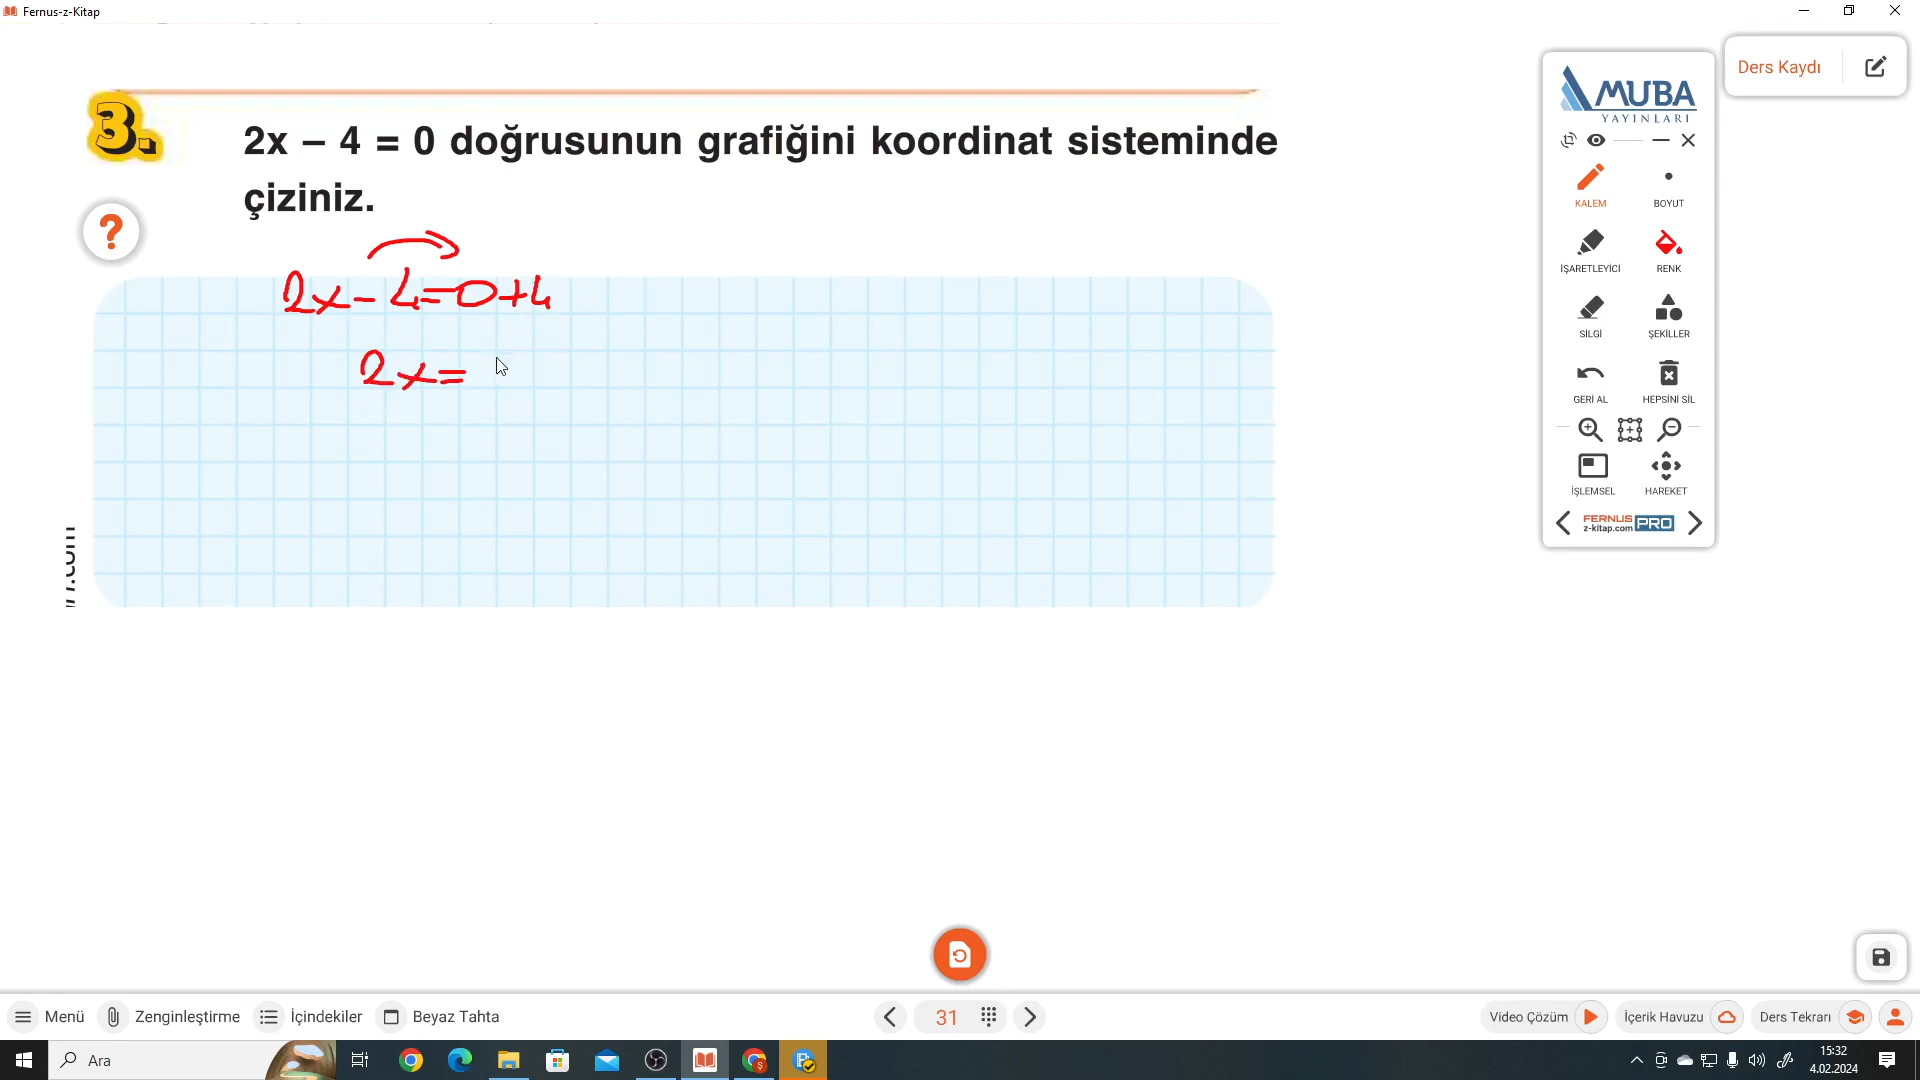 Fernus-z-Kitap
Ders Kaydı
MUBA
YAYINLARI
3.
2x – 4 = 0 doğrusunun grafiğini koordinat sisteminde
çiziniz.
?
2x-4=0+4
2x=
KALEM
BOYUT
İŞARETLEYİCİ
RENK
SİLGİ
ŞEKİLLER
GERİ AL
HEPSİNİ SİL
İŞLEMSEL
HAREKET
FERNUS PRO
z-kitap.com
Menü
Zenginleştirme
İçindekiler
Beyaz Tahta
31
Video Çözüm
İçerik Havuzu
Ders Tekrarı
Ara
15:32
4.02.2024